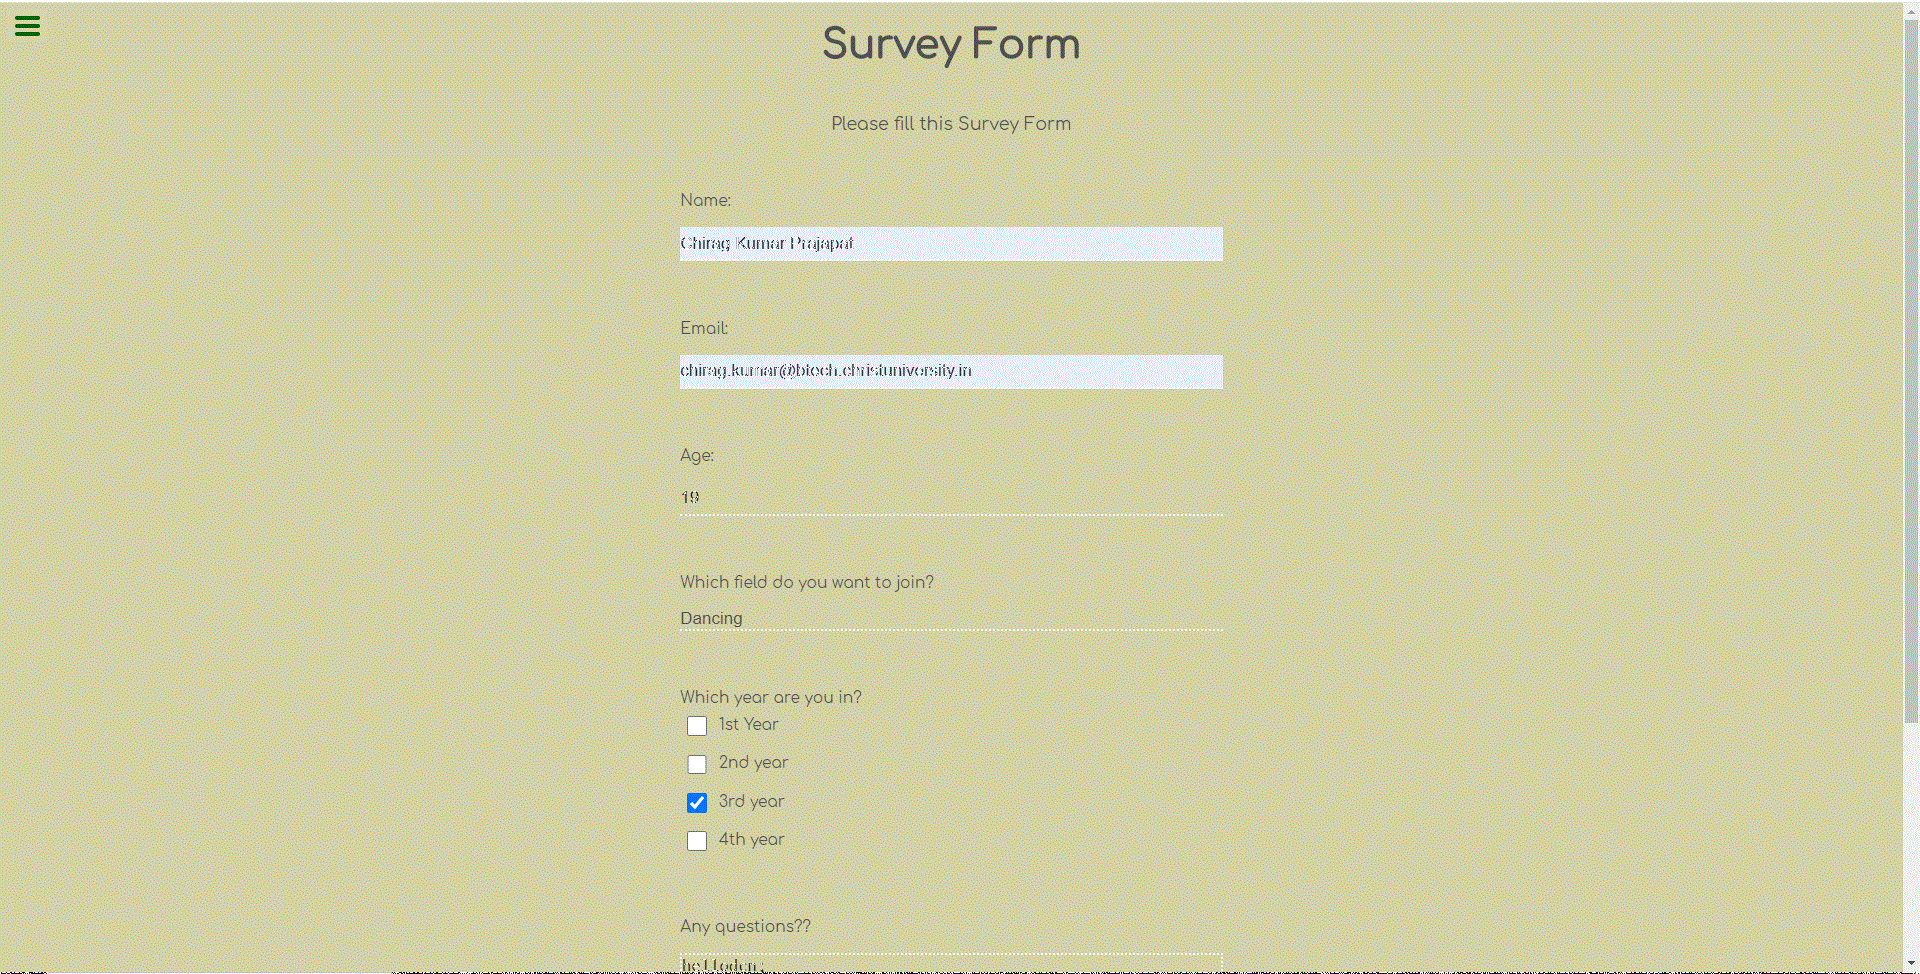 Survey Form
Please fill this Survey Form
Name:
Chirag Kumar Prajapat
Email:
chirag.kumar@btech.christuniversity.in
Age:
19
Which field do you want to join?
Dancing
Which year are you in?
1st Year
2nd year
3rd year
4th year
Any questions??